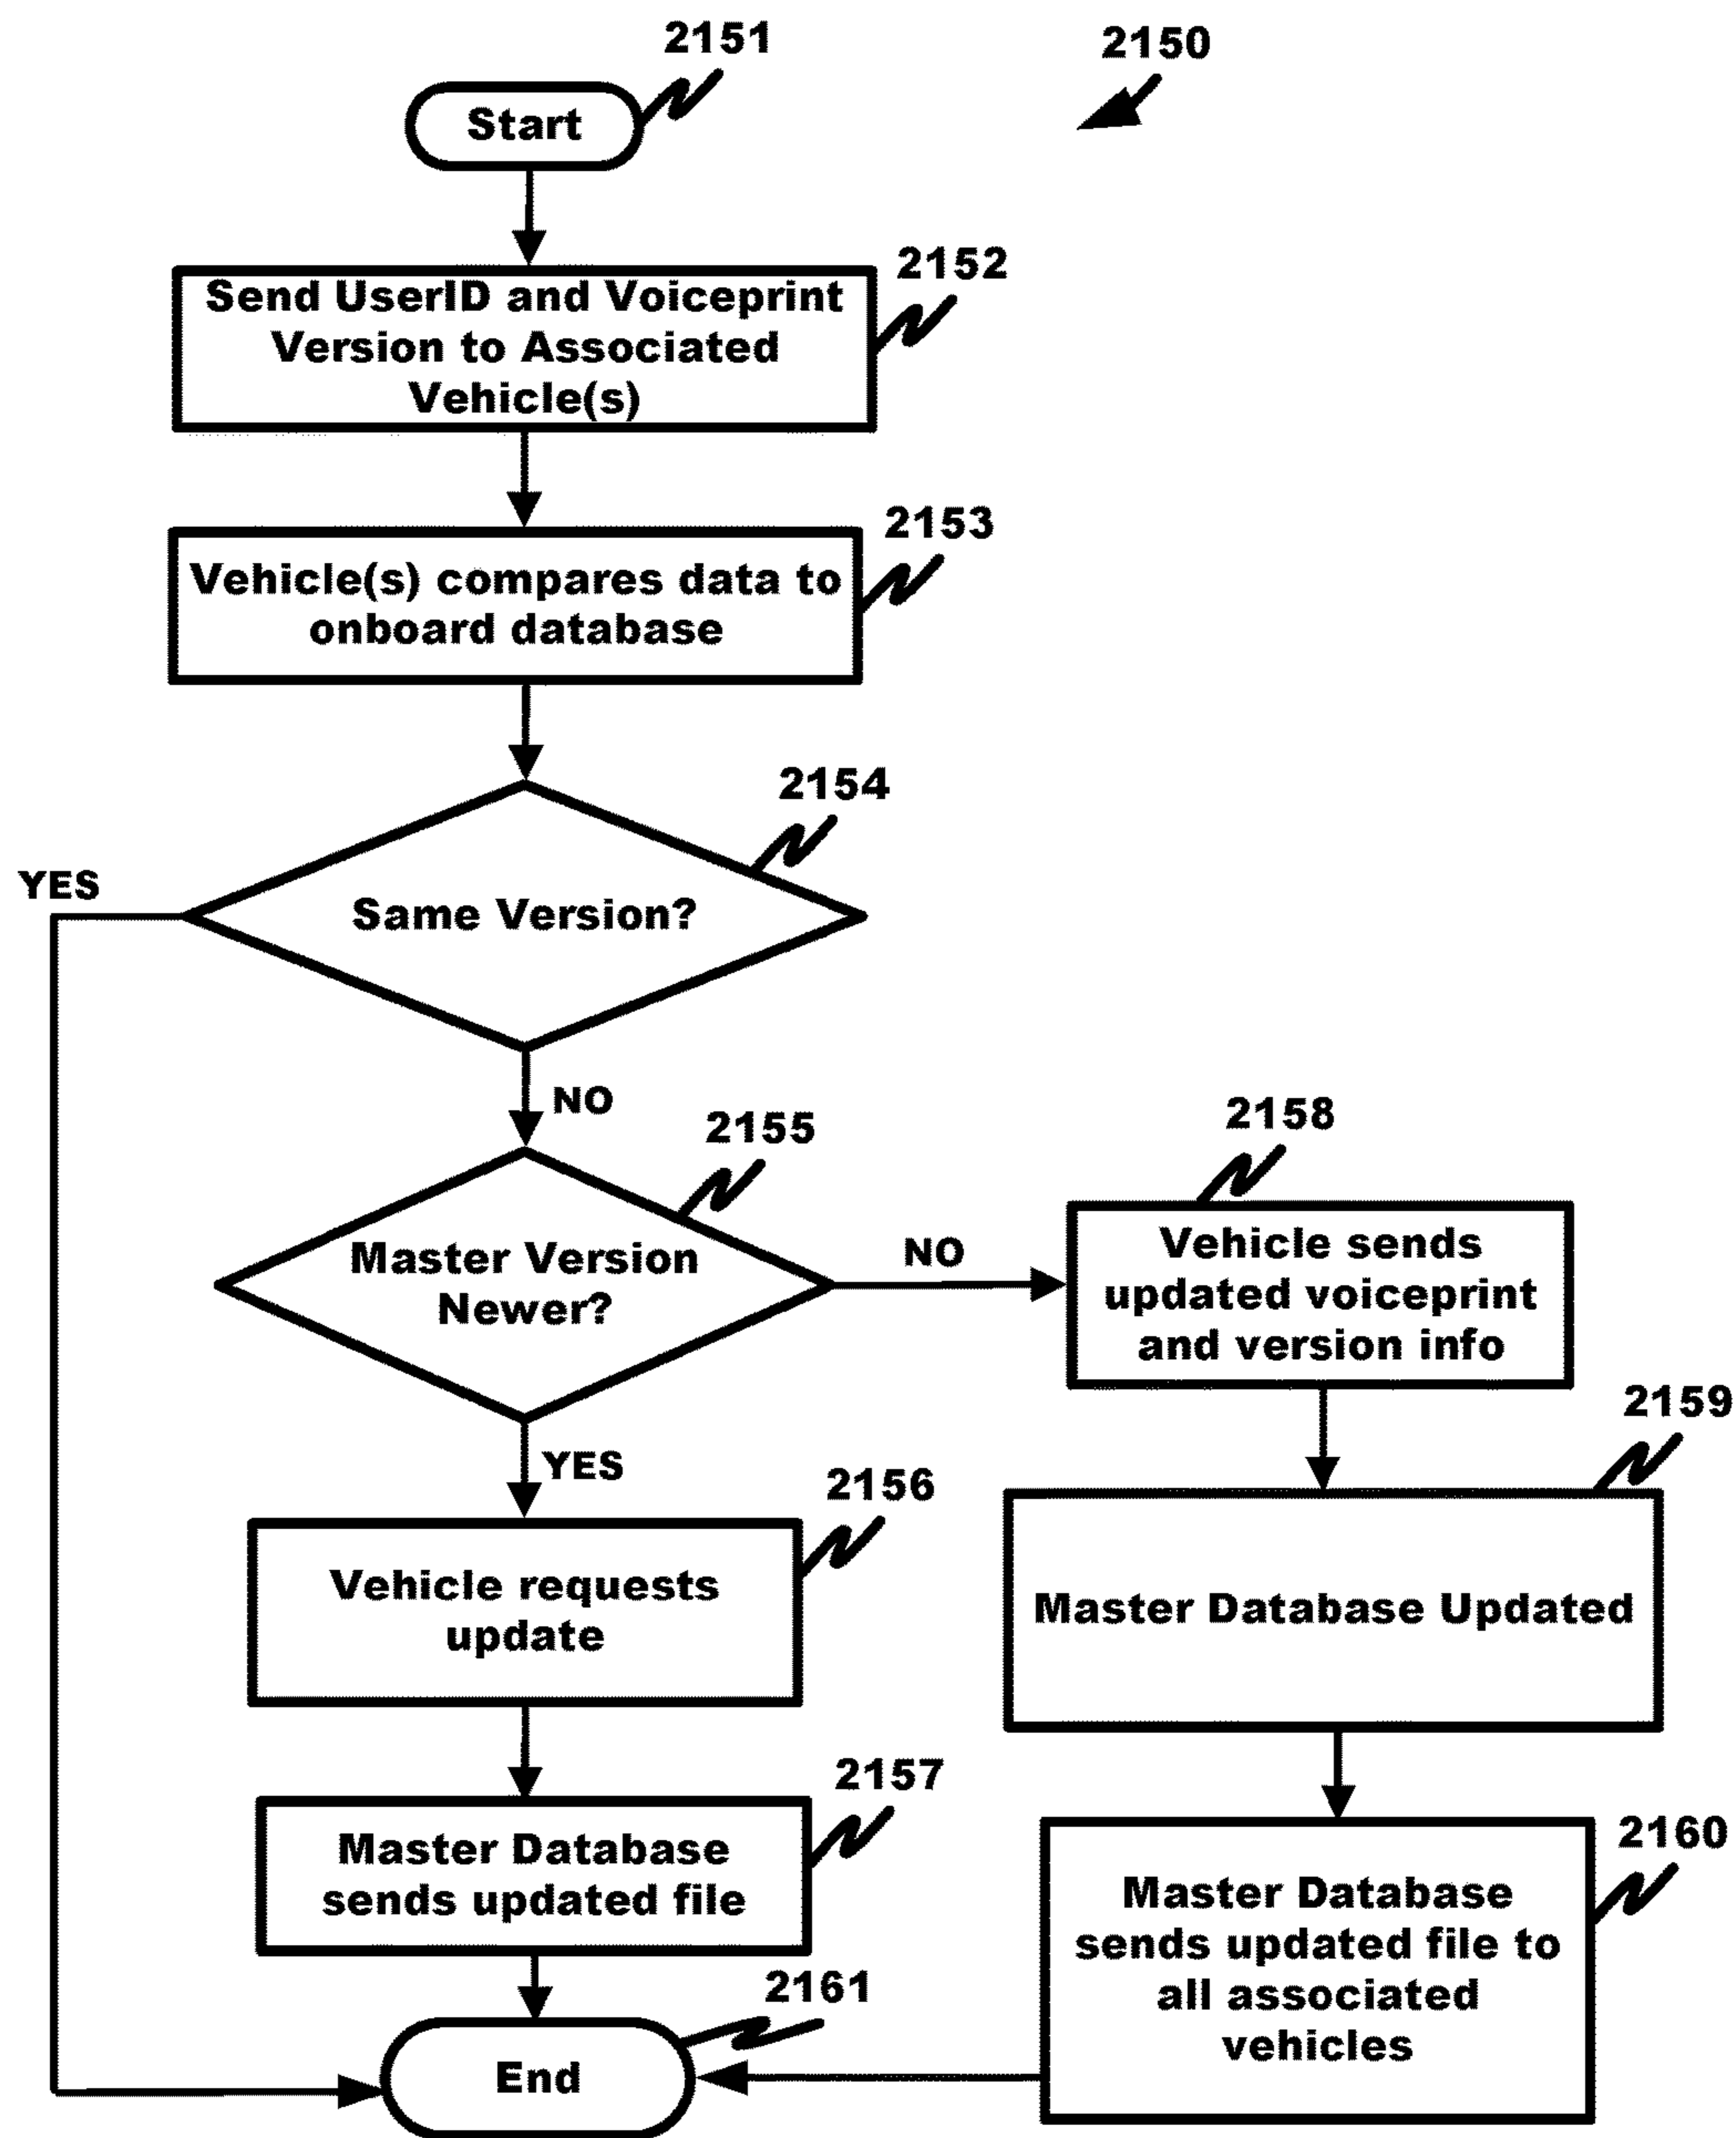 2151
2150
Start
2152
Send UserID and Voiceprint
Version to Associated
Vehicle(s)
2153
Vehicle(s) compares data to
onboard database
2154
YES
Same Version?
NO
2155
2158
Master Version
Newer?
NO
Vehicle sends
updated voiceprint
and version info
2159
YES
2156
Vehicle requests
update
Master Database Updated
2157
Master Database
sends updated file
2160
Master Database
sends updated file to
all associated
vehicles
2161
End